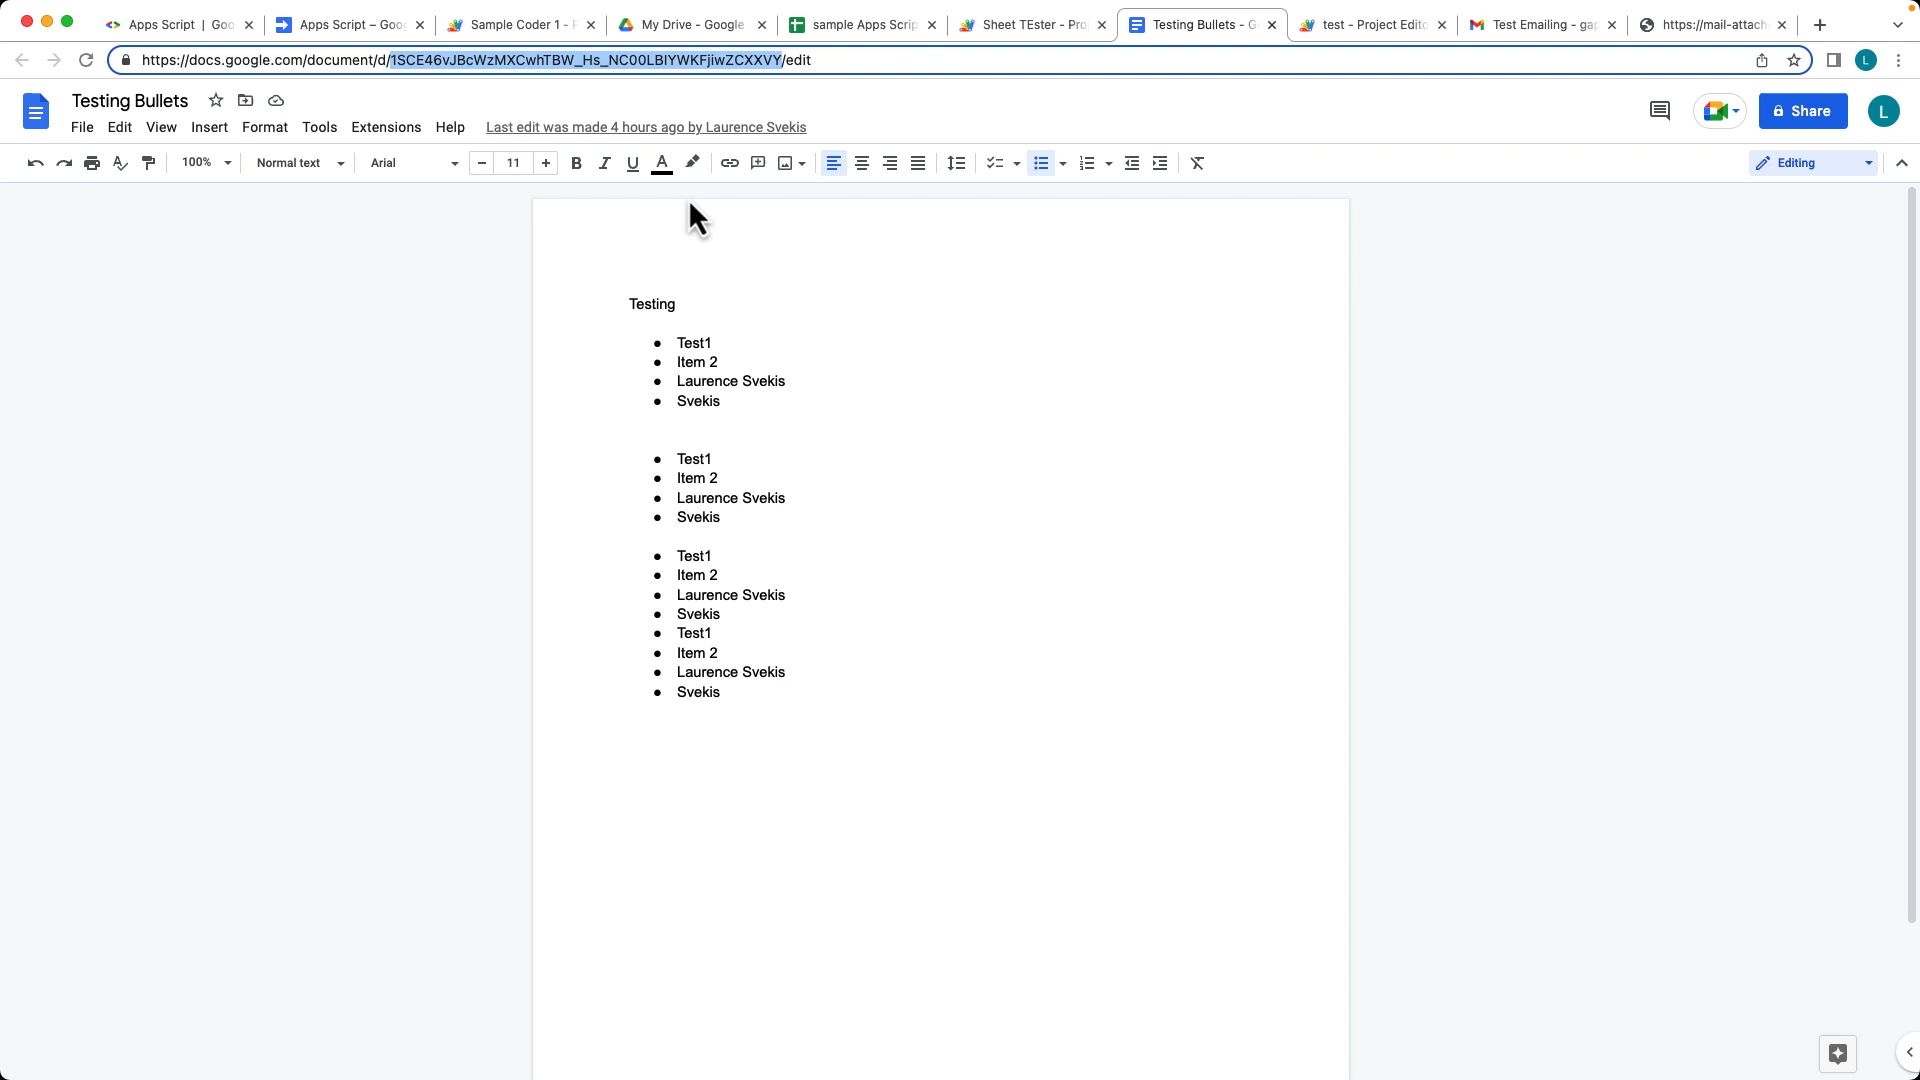 Apps Script | Goo
Apps Script – Goog
Sample Coder 1 - P
My Drive - Google
sample Apps Scrip
Sheet TEster - Pro
Testing Bullets - G
test - Project Edito
Test Emailing - gap
https://mail-attach
https://docs.google.com/document/d/1SCE46vJBcWzMXCwhTBW_Hs_NC00LBIYWKFjiwZCXXVY/edit
L
Testing Bullets
File Edit View Insert Format Tools Extensions Help Last edit was made 4 hours ago by Laurence Svekis
Share
L
100% Normal text Arial 11 B I U A Editing
Testing
● Test1
● Item 2
● Laurence Svekis
● Svekis
● Test1
● Item 2
● Laurence Svekis
● Svekis
● Test1
● Item 2
● Laurence Svekis
● Svekis
● Test1
● Item 2
● Laurence Svekis
● Svekis